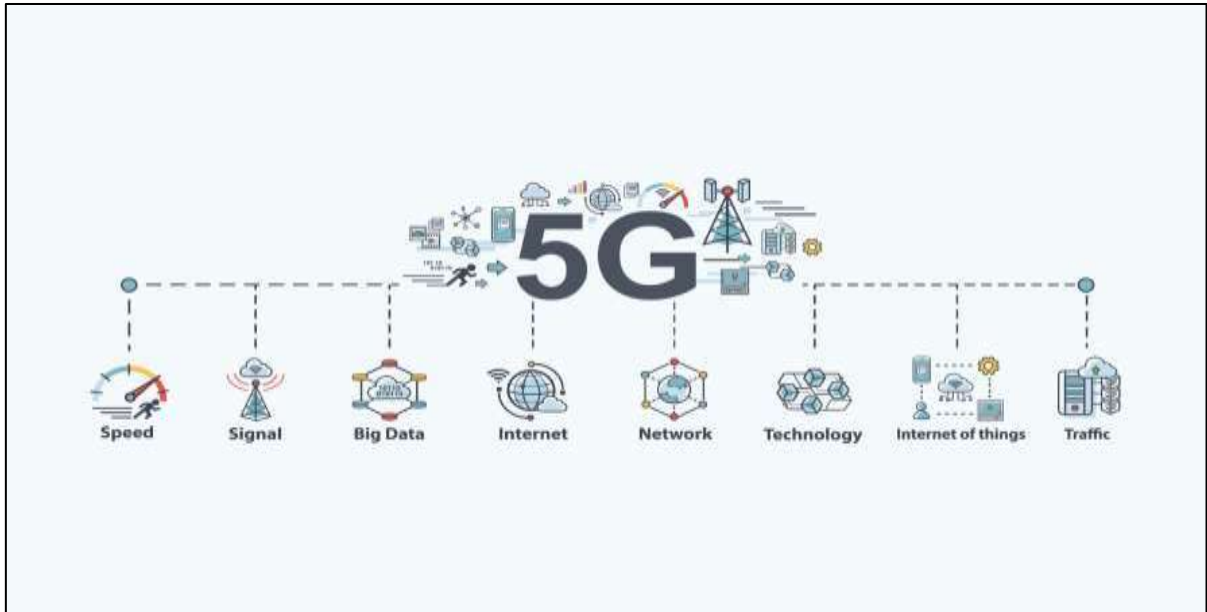 5G
Speed
Signal
Big Data
Internet
Network
Technology
Internet of things
Traffic